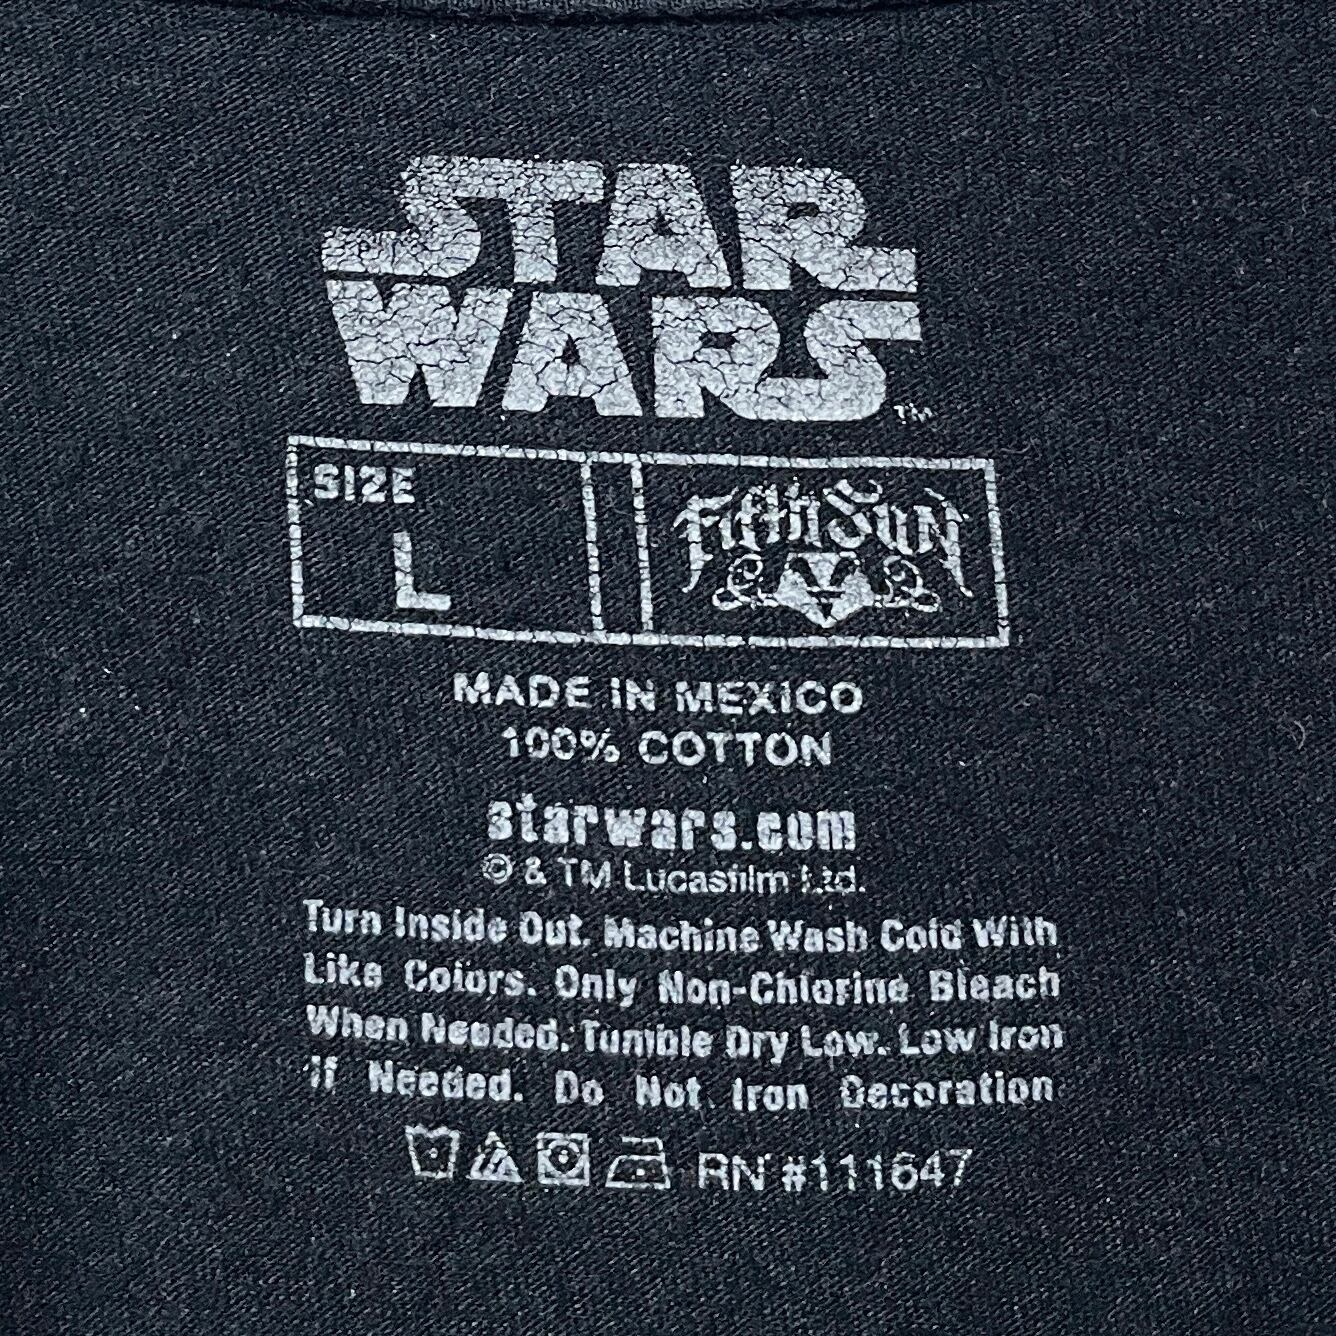 STAR
WARS
TM
SIZE
L
Fifth Sun
MADE IN MEXICO
100% COTTON
starwars.com
© & TM Lucasfilm Ltd.
Turn Inside Out. Machine Wash Cold With
Like Colors. Only Non-Chlorine Bleach
When Needed. Tumble Dry Low. Low Iron
If Needed. Do Not Iron Decoration
RN #111647